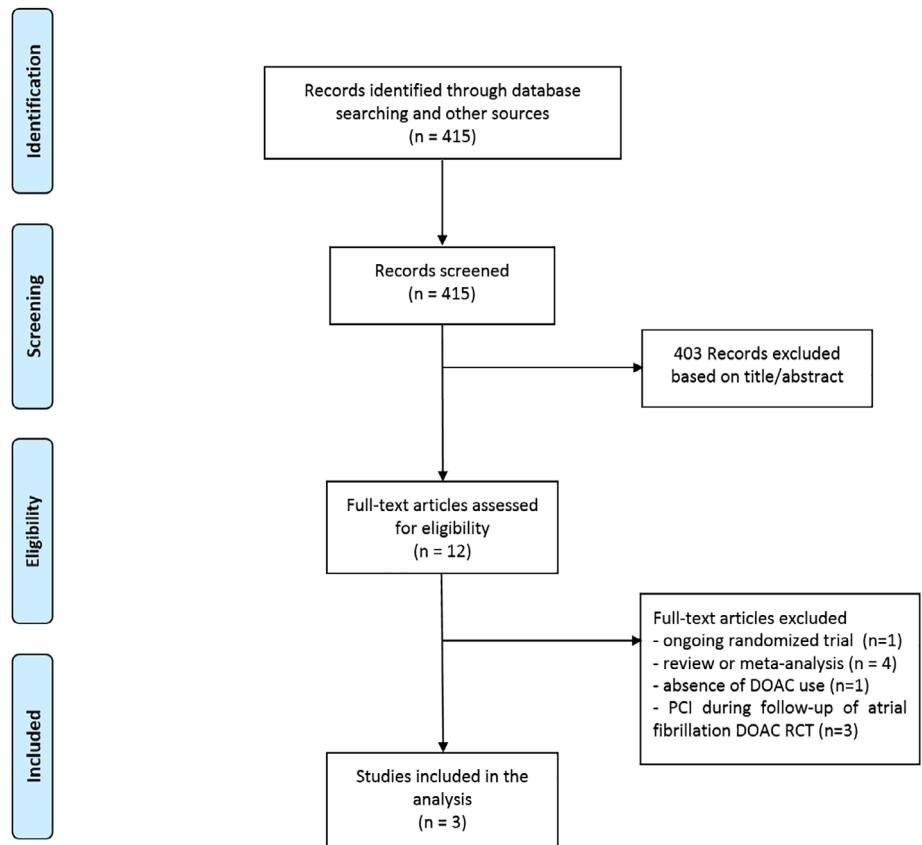 Identification
Records identified through database
searching and other sources
(n = 415)
Screening
Records screened
(n = 415)
403 Records excluded
based on title/abstract
Eligibility
Full-text articles assessed
for eligibility
(n = 12)
Full-text articles excluded
- ongoing randomized trial (n=1)
- review or meta-analysis (n = 4)
- absence of DOAC use (n=1)
- PCI during follow-up of atrial
fibrillation DOAC RCT (n=3)
Included
Studies included in the
analysis
(n = 3)